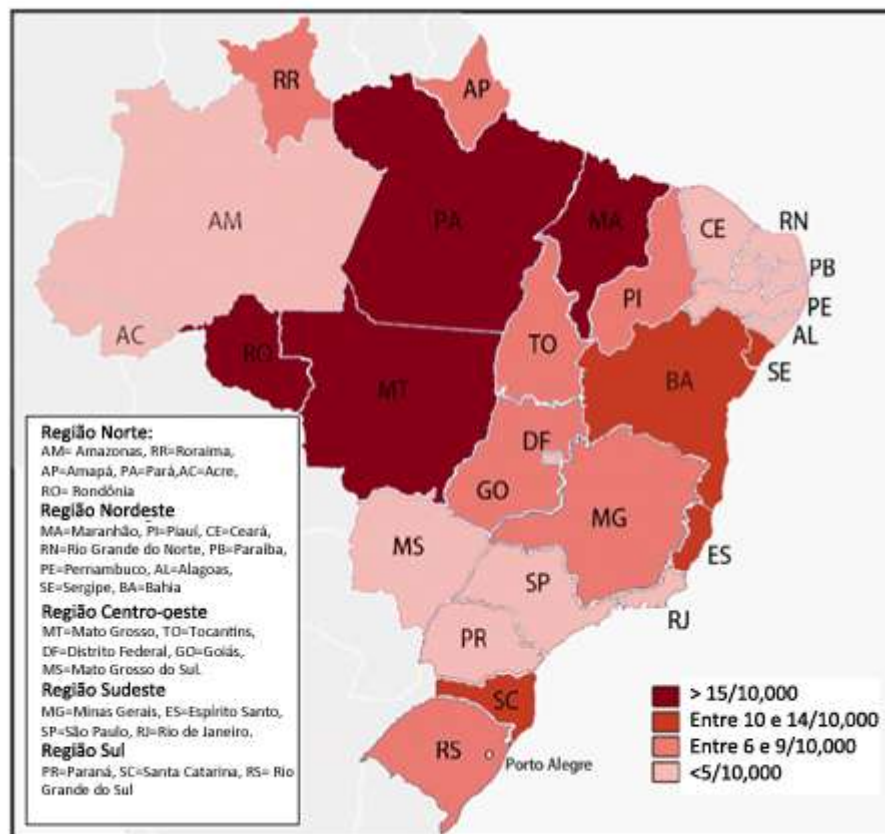 RR
AP
AM
PA
MA
CE
RN
PB
PE
AL
SE
PI
AC
RO
TO
BA
MT
DF
GO
MG
ES
MS
SP
RJ
PR
SC
RS
Porto Alegre
Região Norte:
AM= Amazonas, RR=Roraima,
AP=Amapá, PA=Pará,AC=Acre,
RO= Rondônia
Região Nordeste
MA=Maranhão, PI=Piauí, CE=Ceará,
RN=Rio Grande do Norte, PB=Paraíba,
PE=Pernambuco, AL=Alagoas,
SE=Sergipe, BA=Bahia
Região Centro-oeste
MT=Mato Grosso, TO=Tocantins,
DF=Distrito Federal, GO=Goiás,
MS=Mato Grosso do Sul.
Região Sudeste
MG=Minas Gerais, ES=Espírito Santo,
SP=São Paulo, RJ=Rio de Janeiro.
Região Sul
PR=Paraná, SC=Santa Catarina, RS= Rio
Grande do Sul
> 15/10,000
Entre 10 e 14/10,000
Entre 6 e 9/10,000
<5/10,000